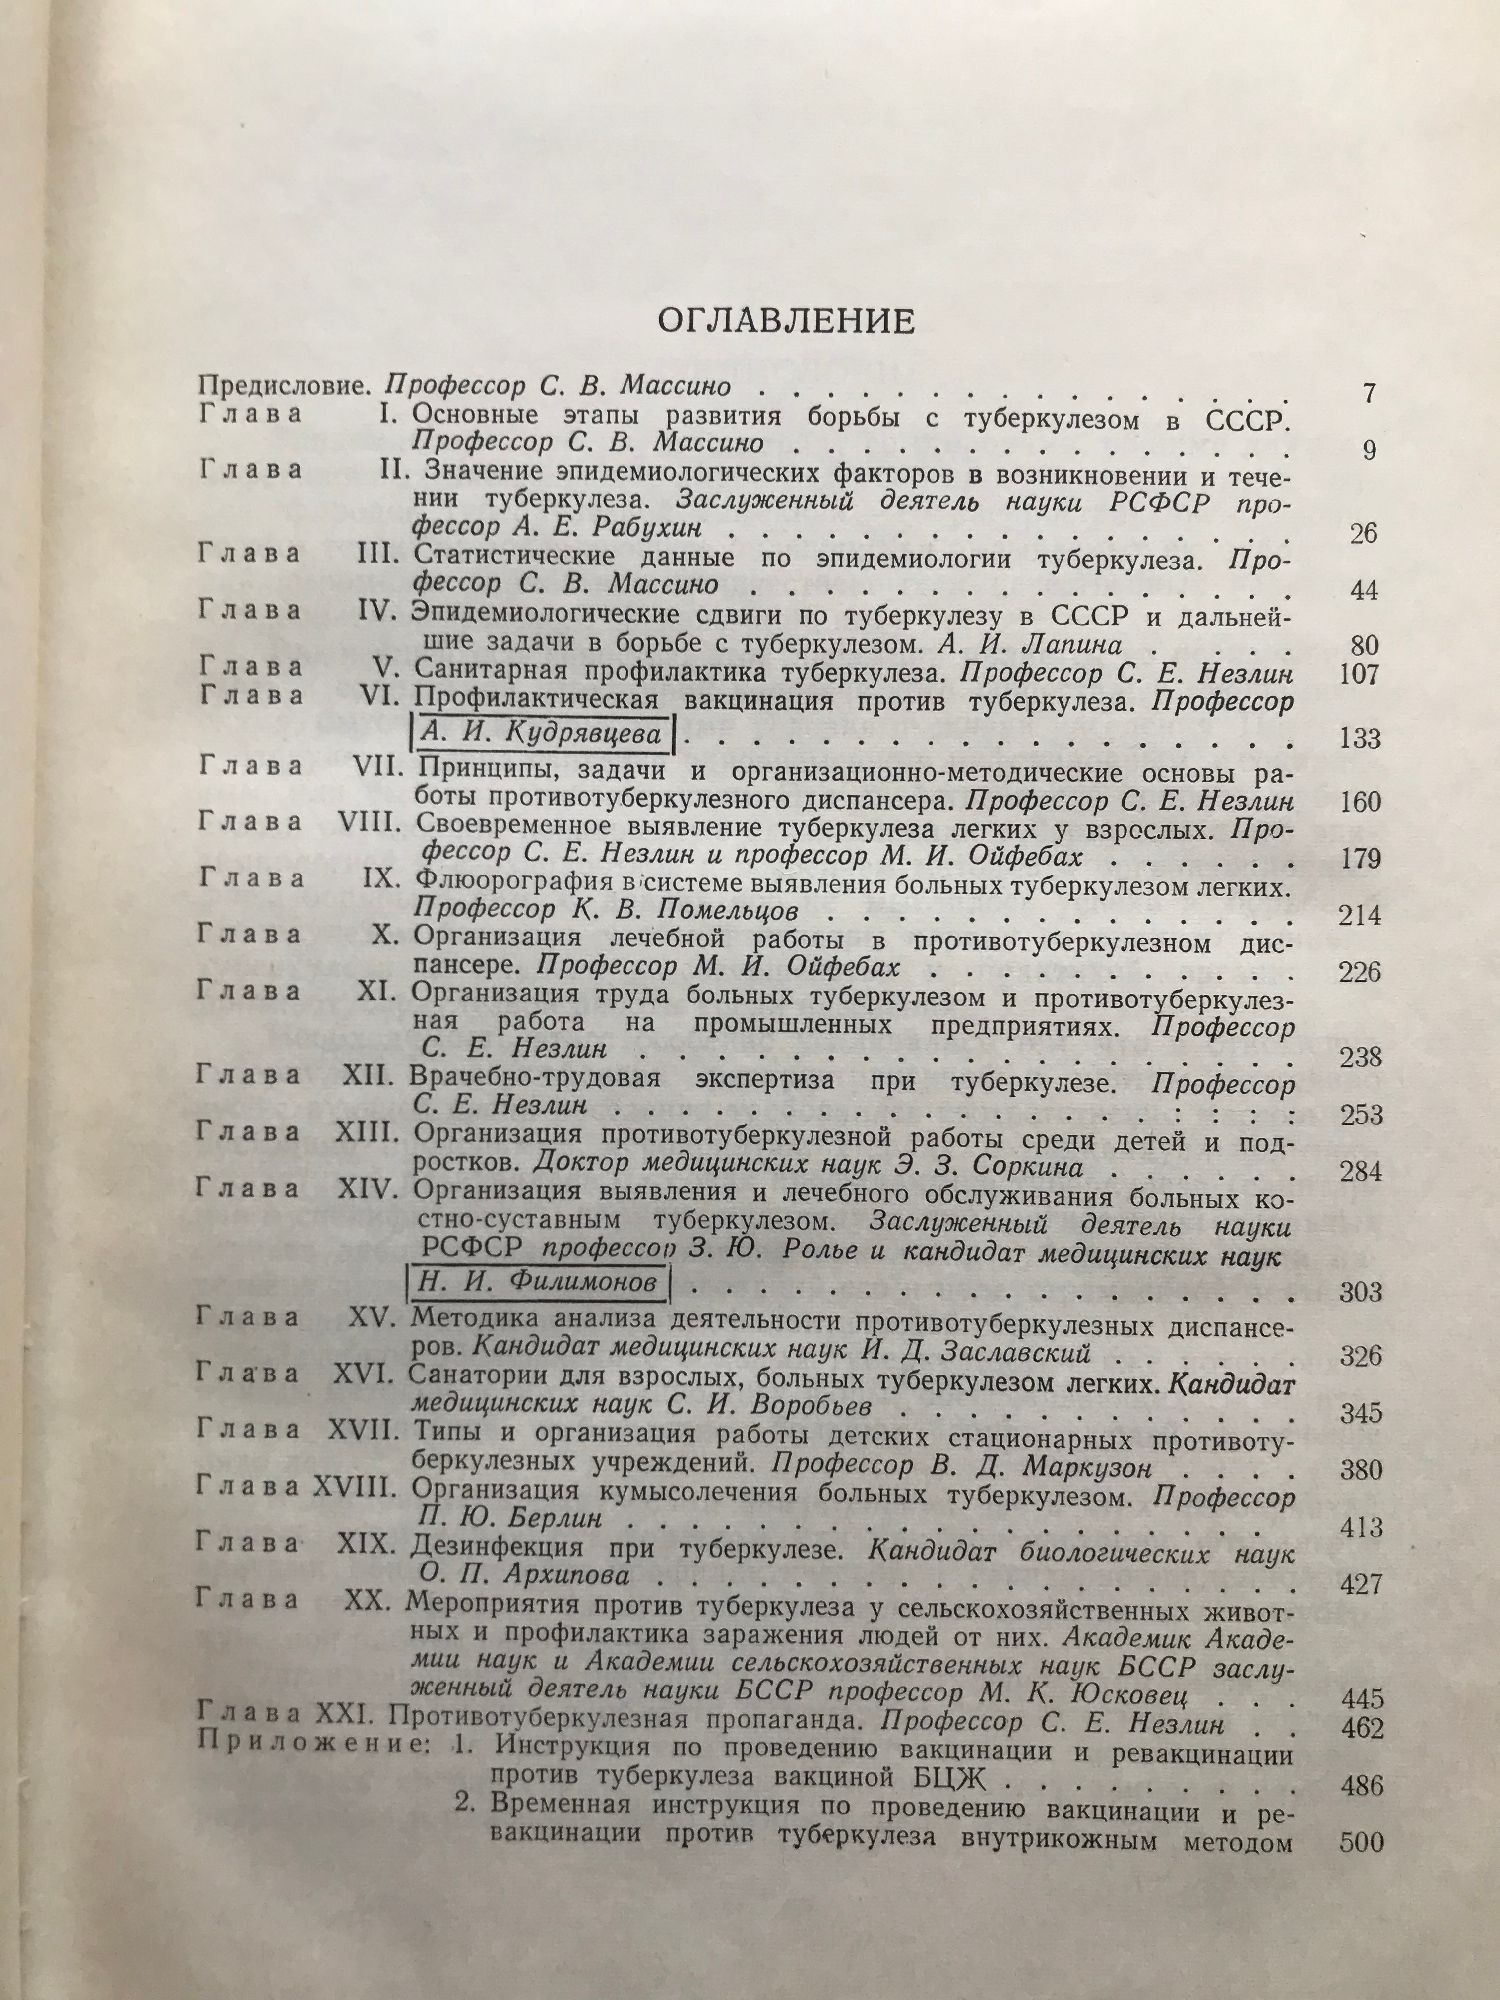 ОГЛАВЛЕНИЕ
Предисловие. Профессор С. В. Массино . . . . . . . . . . . . . . . . 7
Глава I. Основные этапы развития борьбы с туберкулезом в СССР.
Профессор С. В. Массино . . . . . . . . . . . . . . . 9
Глава II. Значение эпидемиологических факторов в возникновении и тече-
нии туберкулеза. Заслуженный деятель науки РСФСР про-
фессор А. Е. Рабухин . . . . . . . . . . . . . . . . . 26
Глава III. Статистические данные по эпидемиологии туберкулеза. Про-
фессор С. В. Массино . . . . . . . . . . . . . . . . 44
Глава IV. Эпидемиологические сдвиги по туберкулезу в СССР и дальней-
шие задачи в борьбе с туберкулезом. А. И. Лапина . . . . 80
Глава V. Санитарная профилактика туберкулеза. Профессор С. Е. Незлин 107
Глава VI. Профилактическая вакцинация против туберкулеза. Профессор
А. И. Кудрявцева . . . . . . . . . . . . . . . . . . 133
Глава VII. Принципы, задачи и организационно-методические основы ра-
боты противотуберкулезного диспансера. Профессор С. Е. Незлин 160
Глава VIII. Своевременное выявление туберкулеза легких у взрослых. Про-
фессор С. Е. Незлин и профессор М. И. Ойфебах . . . . . . 179
Глава IX. Флюорография в системе выявления больных туберкулезом легких.
Профессор К. В. Помельцов . . . . . . . . . . . . . . 214
Глава X. Организация лечебной работы в противотуберкулезном дис-
пансере. Профессор М. И. Ойфебах . . . . . . . . . . . 226
Глава XI. Организация труда больных туберкулезом и противотуберкулез-
ная работа на промышленных предприятиях. Профессор
С. Е. Незлин . . . . . . . . . . . . . . . . . . . 238
Глава XII. Врачебно-трудовая экспертиза при туберкулезе. Профессор
С. Е. Незлин . . . . . . . . . . . . . . . : : : : 253
Глава XIII. Организация противотуберкулезной работы среди детей и под-
ростков. Доктор медицинских наук Э. З. Соркина . . . . . . 284
Глава XIV. Организация выявления и лечебного обслуживания больных ко-
стно-суставным туберкулезом. Заслуженный деятель науки
РСФСР профессор З. Ю. Ролье и кандидат медицинских наук
Н. И. Филимонов . . . . . . . . . . . . . . . . . . 303
Глава XV. Методика анализа деятельности противотуберкулезных диспансе-
ров. Кандидат медицинских наук И. Д. Заславский . . . . . . 326
Глава XVI. Санатории для взрослых, больных туберкулезом легких. Кандидат
медицинских наук С. И. Воробьев . . . . . . . . . . . . 345
Глава XVII. Типы и организация работы детских стационарных противоту-
беркулезных учреждений. Профессор В. Д. Маркузон . . . . 380
Глава XVIII. Организация кумысолечения больных туберкулезом. Профессор
П. Ю. Берлин . . . . . . . . . . . . . . . . . . 413
Глава XIX. Дезинфекция при туберкулезе. Кандидат биологических наук
О. П. Архипова . . . . . . . . . . . . . . . . . . 427
Глава XX. Мероприятия против туберкулеза у сельскохозяйственных живот-
ных и профилактика заражения людей от них. Академик Акаде-
мии наук и Академии сельскохозяйственных наук БССР заслу-
женный деятель науки БССР профессор М. К. Юсковец . . . 445
Глава XXI. Противотуберкулезная пропаганда. Профессор С. Е. Незлин . . 462
Приложение: 1. Инструкция по проведению вакцинации и ревакцинации
против туберкулеза вакциной БЦЖ . . . . . . . . . 486
2. Временная инструкция по проведению вакцинации и ре-
вакцинации против туберкулеза внутрикожным методом 500